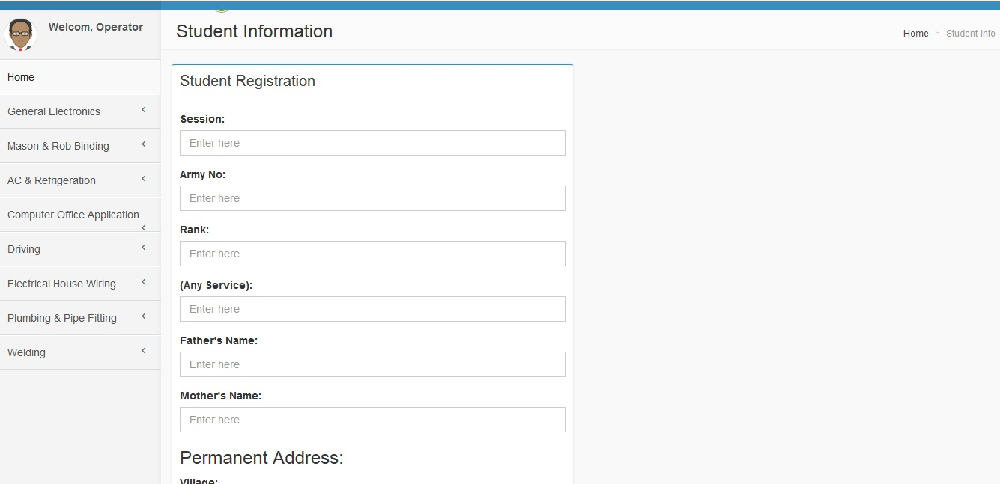 Welcom, Operator
Student Information
Home > Student-Info
Home
General Electronics
Mason & Rob Binding
AC & Refrigeration
Computer Office Application
Driving
Electrical House Wiring
Plumbing & Pipe Fitting
Welding
Student Registration
Session:
Enter here
Army No:
Enter here
Rank:
Enter here
(Any Service):
Enter here
Father's Name:
Enter here
Mother's Name:
Enter here
Permanent Address:
Village: